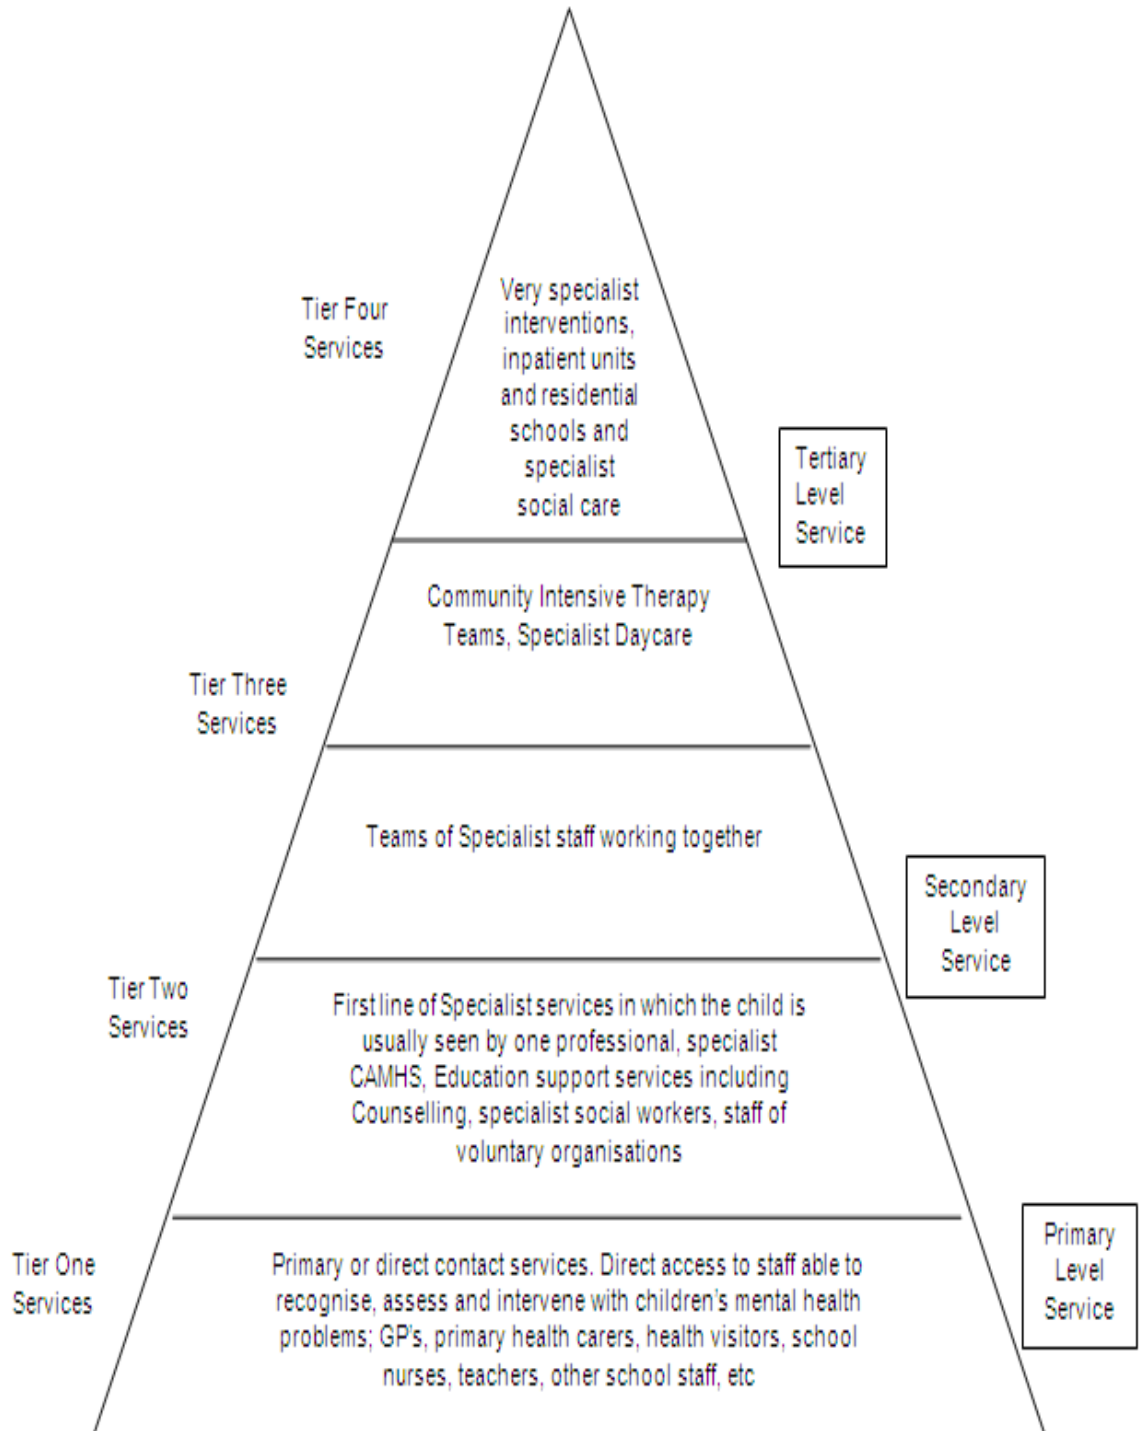 Tier Four
Services
Very specialist
interventions,
inpatient units
and residential
schools and
specialist
social care
Tertiary
Level
Service
Community Intensive Therapy
Teams, Specialist Daycare
Tier Three
Services
Teams of Specialist staff working together
Secondary
Level
Service
Tier Two
Services
First line of Specialist services in which the child is
usually seen by one professional, specialist
CAMHS, Education support services including
Counselling, specialist social workers, staff of
voluntary organisations
Primary
Level
Service
Tier One
Services
Primary or direct contact services. Direct access to staff able to
recognise, assess and intervene with children's mental health
problems; GP's, primary health carers, health visitors, school
nurses, teachers, other school staff, etc